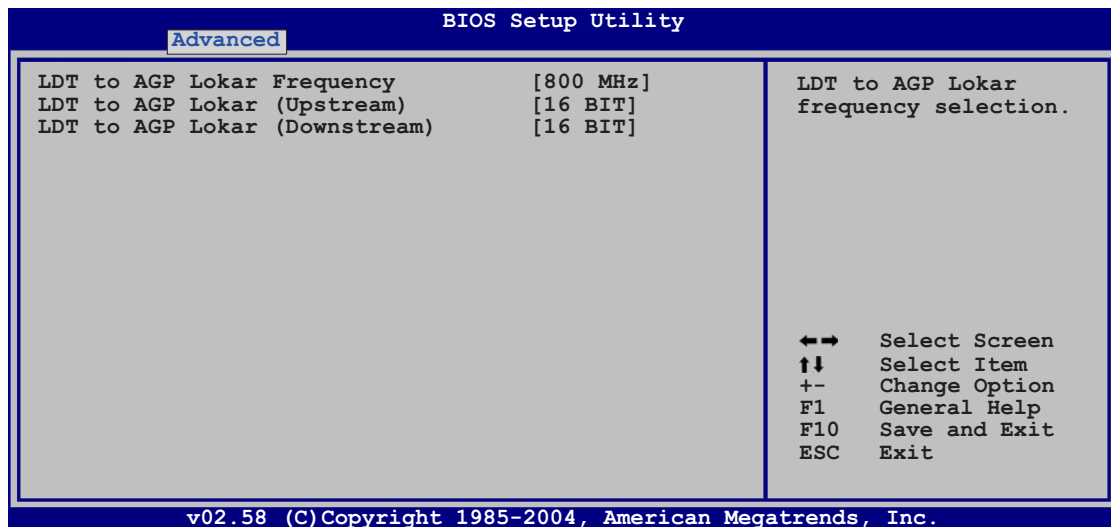 BIOS Setup Utility
Advanced
LDT to AGP Lokar Frequency [800 MHz]
LDT to AGP Lokar (Upstream) [16 BIT]
LDT to AGP Lokar (Downstream) [16 BIT]
LDT to AGP Lokar
frequency selection.
←→ Select Screen
↑↓ Select Item
+- Change Option
F1 General Help
F10 Save and Exit
ESC Exit
v02.58 (C)Copyright 1985-2004, American Megatrends, Inc.